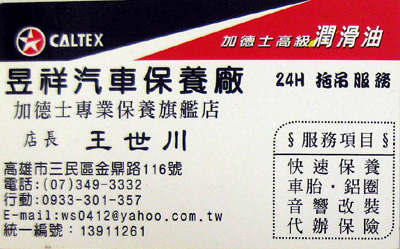 CALTEX
加德士高級潤滑油
昱祥汽車保養廠
24H 拖吊服務
加德士專業保養旗艦店
店長 王世川
高雄市三民區金鼎路116號
電話:(07)349-3332
行動:0933-301-357
E-mail:ws0412@yahoo.com.tw
統一編號：13911261
§服務項目§
快速保養
車胎·鋁圈
音響改裝
代辦保險